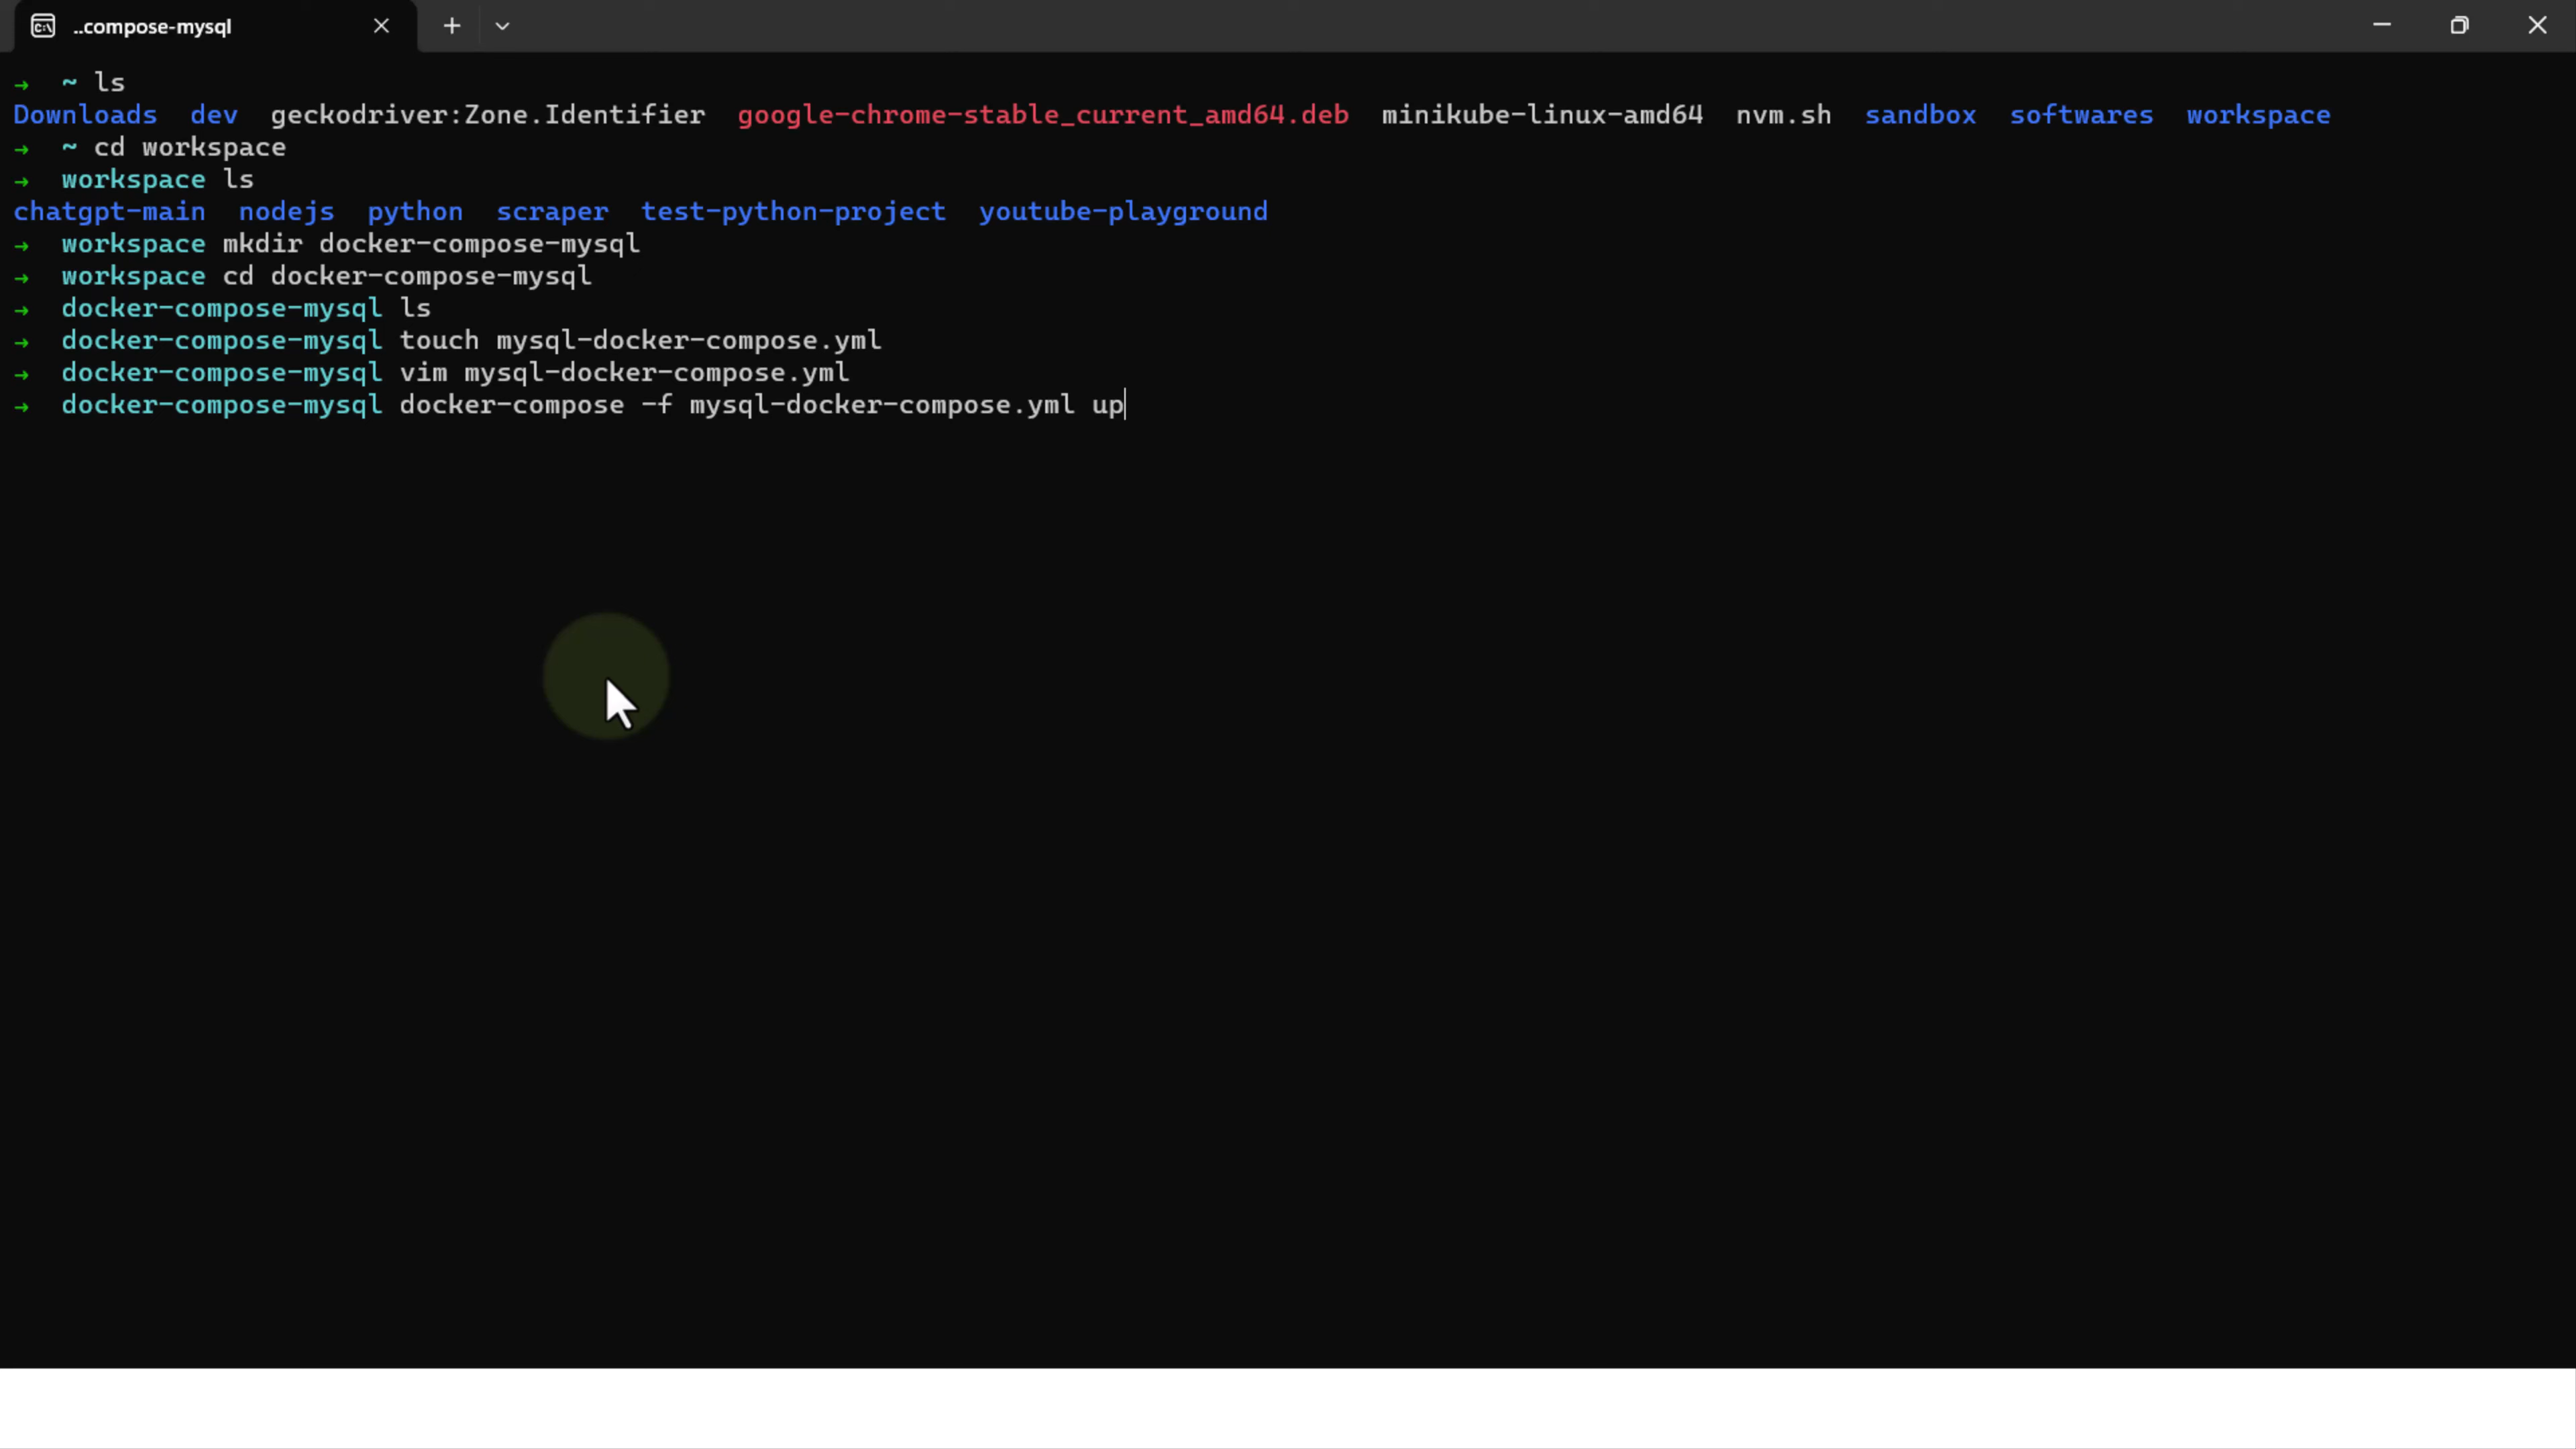 ..compose-mysql
→ ~ ls
Downloads dev geckodriver:Zone.Identifier google-chrome-stable_current_amd64.deb minikube-linux-amd64 nvm.sh sandbox softwares workspace
→ ~ cd workspace
→ workspace ls
chatgpt-main nodejs python scraper test-python-project youtube-playground
→ workspace mkdir docker-compose-mysql
→ workspace cd docker-compose-mysql
→ docker-compose-mysql ls
→ docker-compose-mysql touch mysql-docker-compose.yml
→ docker-compose-mysql vim mysql-docker-compose.yml
→ docker-compose-mysql docker-compose -f mysql-docker-compose.yml up